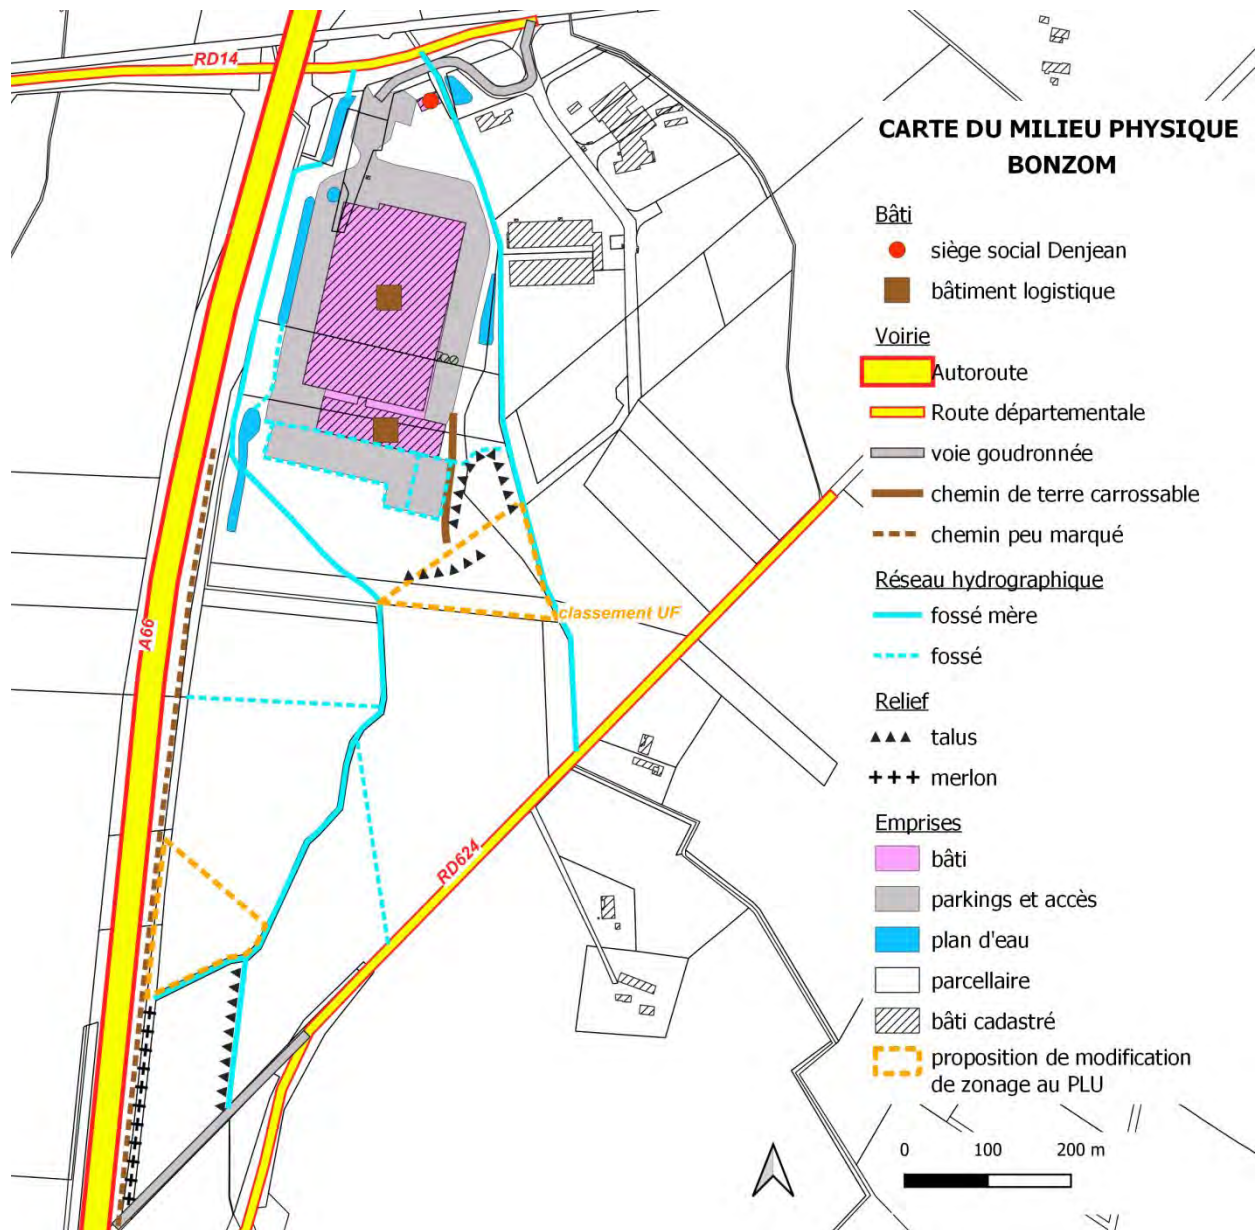 RD14
CARTE DU MILIEU PHYSIQUE
BONZOM
Bâti
siège social Denjean
bâtiment logistique
Voirie
Autoroute
Route départementale
voie goudronnée
chemin de terre carrossable
chemin peu marqué
Réseau hydrographique
fossé mère
fossé
Relief
talus
merlon
Emprises
bâti
parkings et accès
plan d'eau
parcellaire
bâti cadastré
proposition de modification
de zonage au PLU
classement UF
A66
RD624
0 100 200 m